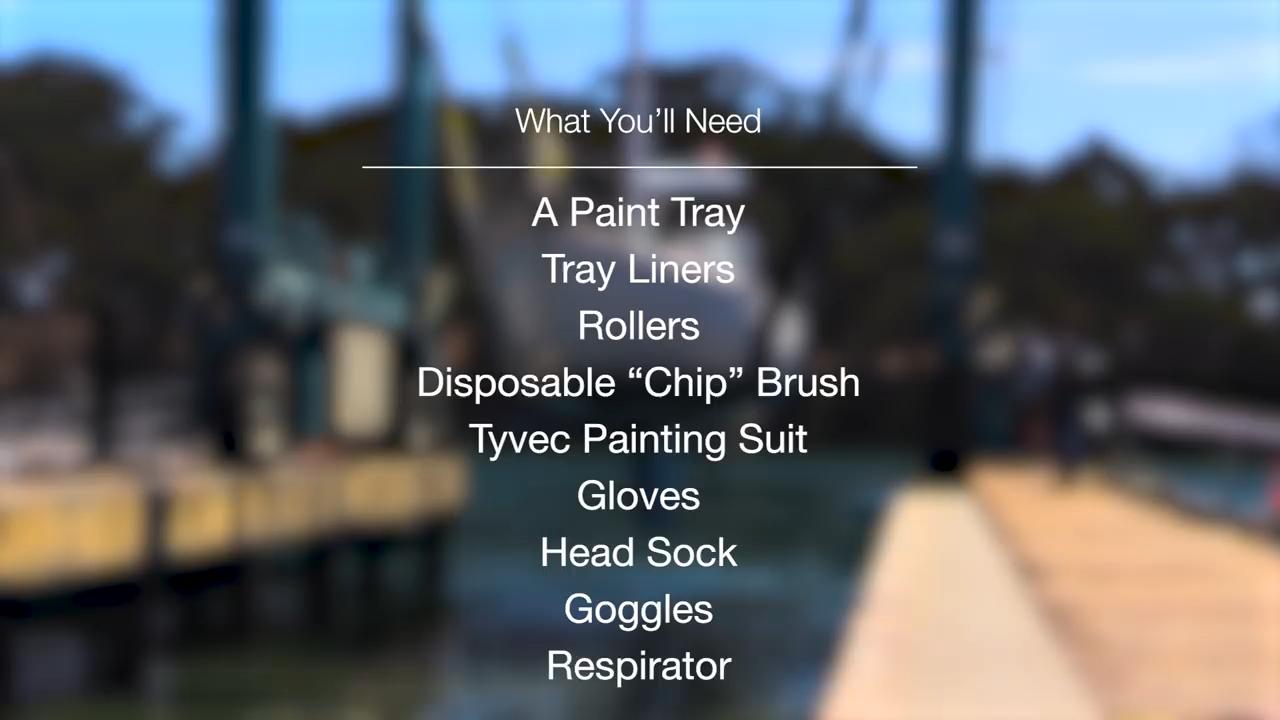 What You’ll Need
A Paint Tray
Tray Liners
Rollers
Disposable “Chip” Brush
Tyvec Painting Suit
Gloves
Head Sock
Goggles
Respirator